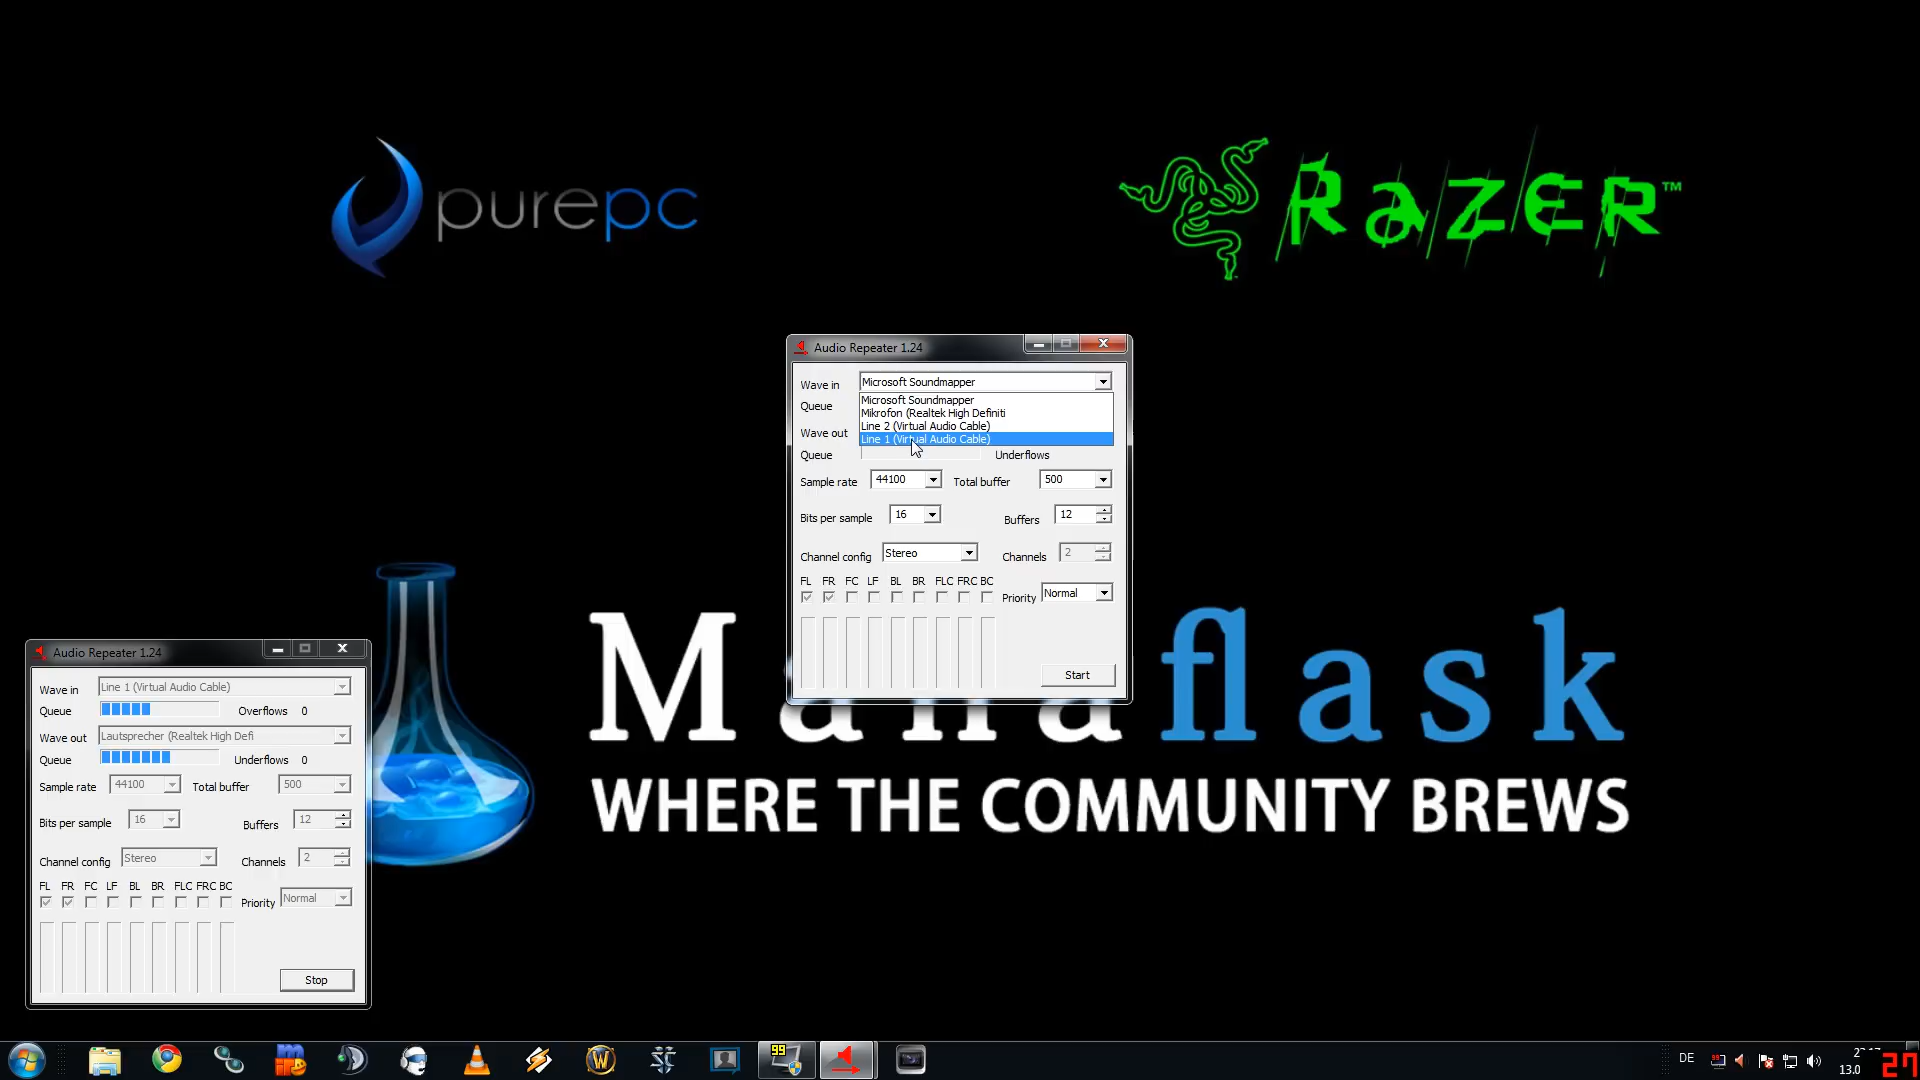 purepc
RAZER™
Audio Repeater 1.24
Wave in Microsoft Soundmapper
Queue Microsoft Soundmapper
Mikrofon (Realtek High Definiti
Line 2 (Virtual Audio Cable)
Wave out Line 1 (Virtual Audio Cable)
Queue Underflows
Sample rate 44100 Total buffer 500
Bits per sample 16 Buffers 12
Channel config Stereo Channels 2
FL FR FC LF BL BR FLC FRC BC
Priority Normal
Start
Manaflask
WHERE THE COMMUNITY BREWS
Audio Repeater 1.24
Wave in Line 1 (Virtual Audio Cable)
Queue Overflows 0
Wave out Lautsprecher (Realtek High Defi
Queue Underflows 0
Sample rate 44100 Total buffer 500
Bits per sample 16 Buffers 12
Channel config Stereo Channels 2
FL FR FC LF BL BR FLC FRC BC
Priority Normal
Stop
99
DE
13.0
27